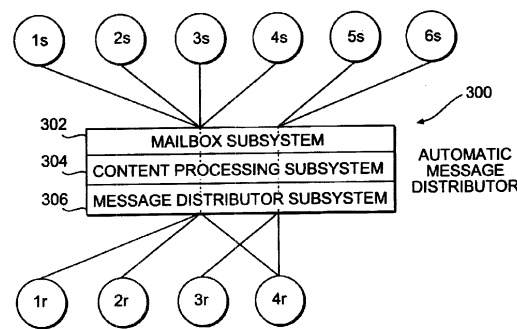 1s 2s 3s 4s 5s 6s
300
302
MAILBOX SUBSYSTEM
304
CONTENT PROCESSING SUBSYSTEM
306
MESSAGE DISTRIBUTOR SUBSYSTEM
AUTOMATIC
MESSAGE
DISTRIBUTOR
1r 2r 3r 4r